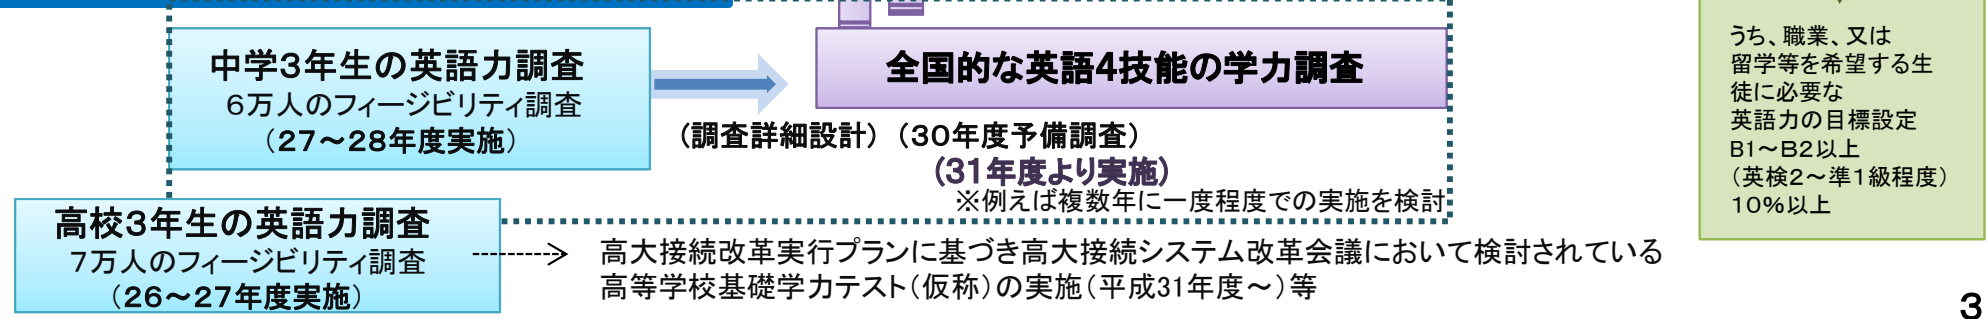 中学3年生の英語力調査
6万人のフィージビリティ調査
(27~28年度実施)
全国的な英語4技能の学力調査
(調査詳細設計) (30年度予備調査)
(31年度より実施)
※例えば複数年に一度程度での実施を検討
高校3年生の英語力調査
7万人のフィージビリティ調査
(26~27年度実施)
高大接続改革実行プランに基づき高大接続システム改革会議において検討されている
高等学校基礎学力テスト(仮称)の実施(平成31年度~)等
うち、職業、又は
留学等を希望する生
徒に必要な
英語力の目標設定
B1~B2以上
(英検2~準1級程度)
10%以上
3